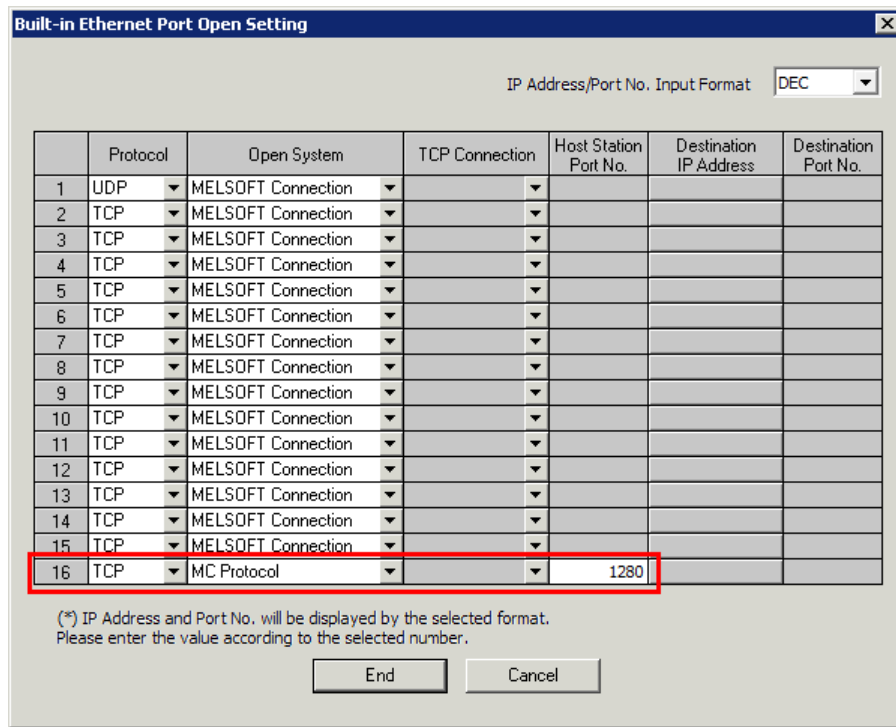 Built-in Ethernet Port Open Setting
IP Address/Port No. Input Format DEC
Protocol Open System TCP Connection Host Station Port No. Destination IP Address Destination Port No.
1 UDP MELSOFT Connection
2 TCP MELSOFT Connection
3 TCP MELSOFT Connection
4 TCP MELSOFT Connection
5 TCP MELSOFT Connection
6 TCP MELSOFT Connection
7 TCP MELSOFT Connection
8 TCP MELSOFT Connection
9 TCP MELSOFT Connection
10 TCP MELSOFT Connection
11 TCP MELSOFT Connection
12 TCP MELSOFT Connection
13 TCP MELSOFT Connection
14 TCP MELSOFT Connection
15 TCP MELSOFT Connection
16 TCP MC Protocol 1280
(*) IP Address and Port No. will be displayed by the selected format.
Please enter the value according to the selected number.
End Cancel